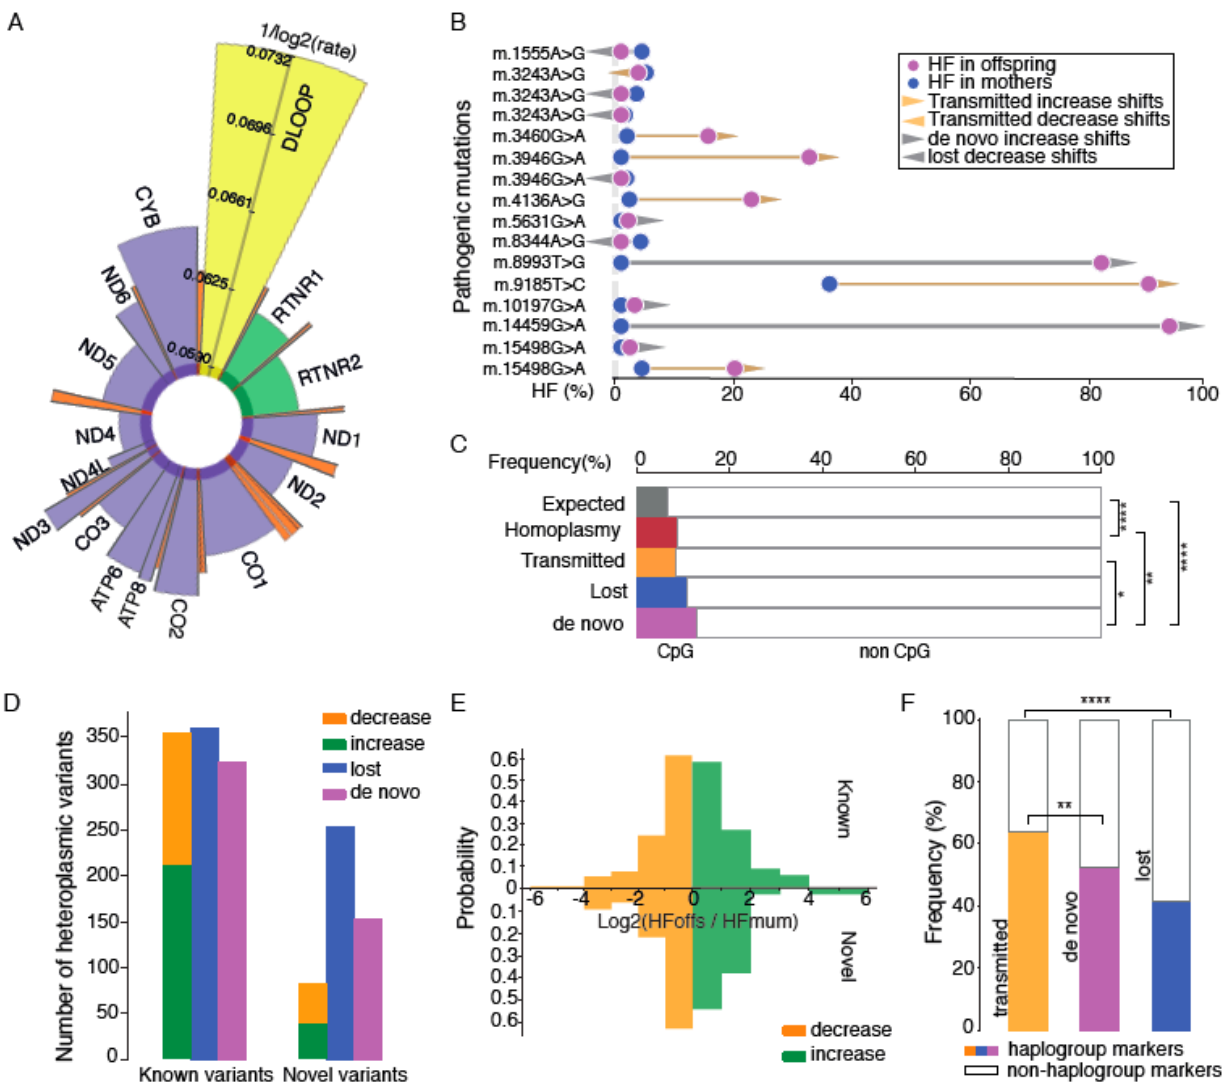 A
1/log2(rate)
0.0732
0.0696
0.0661
0.0625
0.0590
DLOOP
RTNR1
RTNR2
ND1
ND2
CO1
CO2
ATP8
ATP6
CO3
ND3
ND4L
ND4
ND5
ND6
CYB
B
Pathogenic mutations
m.1555A>G
m.3243A>G
m.3243A>G
m.3243A>G
m.3460G>A
m.3946G>A
m.3946G>A
m.4136A>G
m.5631G>A
m.8344A>G
m.8993T>G
m.9185T>C
m.10197G>A
m.14459G>A
m.15498G>A
m.15498G>A
HF (%)
0 20 40 60 80 100
HF in offspring
HF in mothers
Transmitted increase shifts
Transmitted decrease shifts
de novo increase shifts
lost decrease shifts
C
Frequency(%)
0 20 40 60 80 100
Expected
Homoplasmy
Transmitted
Lost
de novo
CpG non CpG
****
**
*
****
D
Number of heteroplasmic variants
350
300
250
200
150
100
50
0
decrease
increase
lost
de novo
Known variants Novel variants
E
Probability
0.6
0.5
0.4
0.3
0.2
0.1
0
0.1
0.2
0.3
0.4
0.5
0.6
-6 -4 -2 0 2 4 6
Log2(HFoffs / HFmum)
Known
Novel
decrease
increase
F
Frequency (%)
100
80
60
40
20
0
****
**
transmitted
de novo
lost
haplogroup markers
non-haplogroup markers